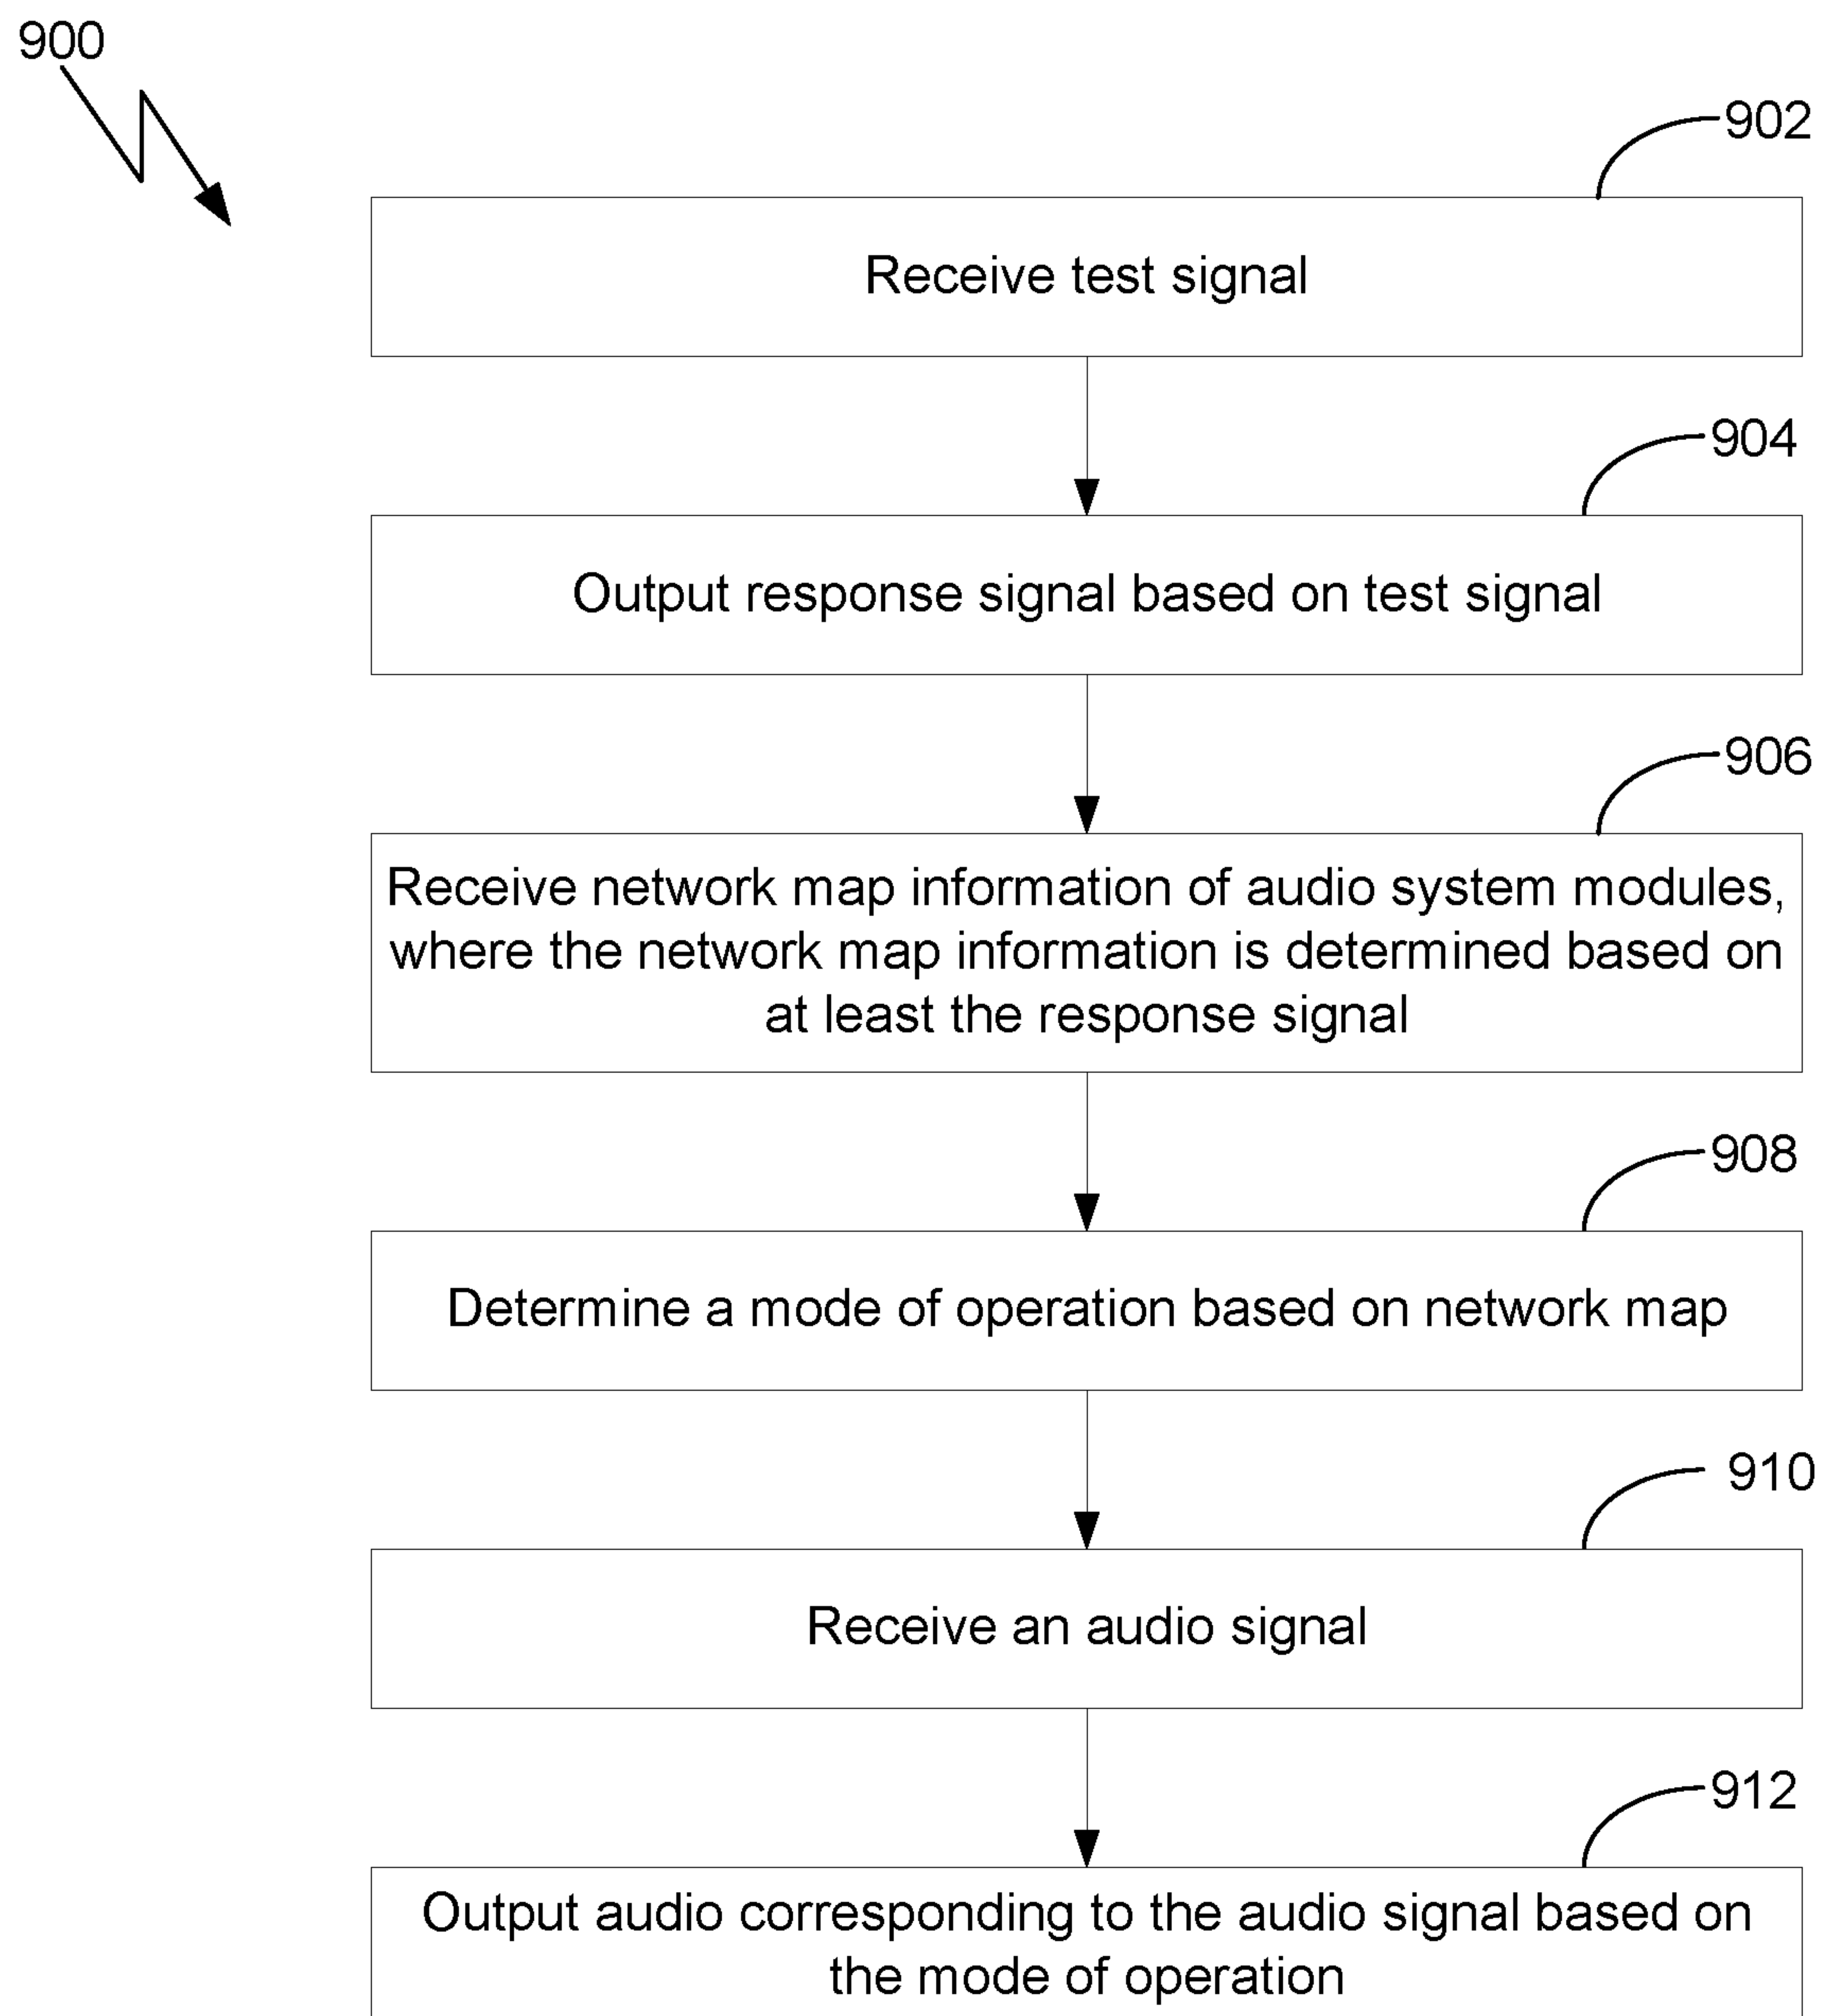 900
902
Receive test signal
904
Output response signal based on test signal
906
Receive network map information of audio system modules,
where the network map information is determined based on
at least the response signal
908
Determine a mode of operation based on network map
910
Receive an audio signal
912
Output audio corresponding to the audio signal based on
the mode of operation